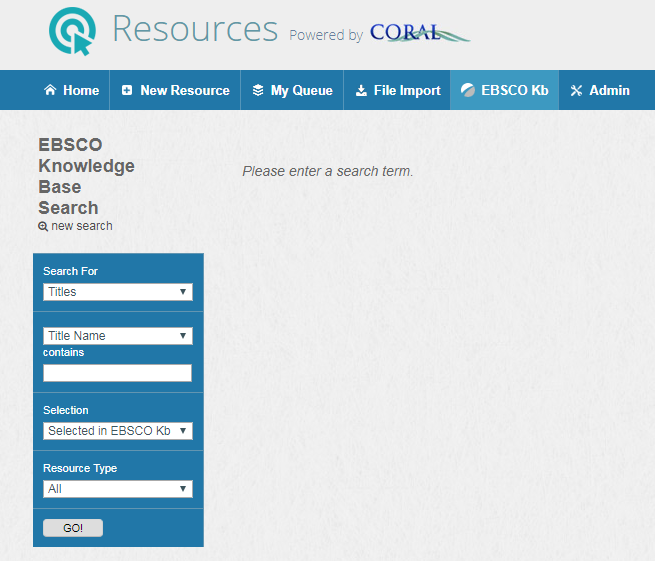 Resources Powered by CORAL
Home New Resource My Queue File Import EBSCO Kb Admin
EBSCO
Knowledge
Base
Search
new search
Please enter a search term.
Search For
Titles
Title Name
contains
Selection
Selected in EBSCO Kb
Resource Type
All
GO!